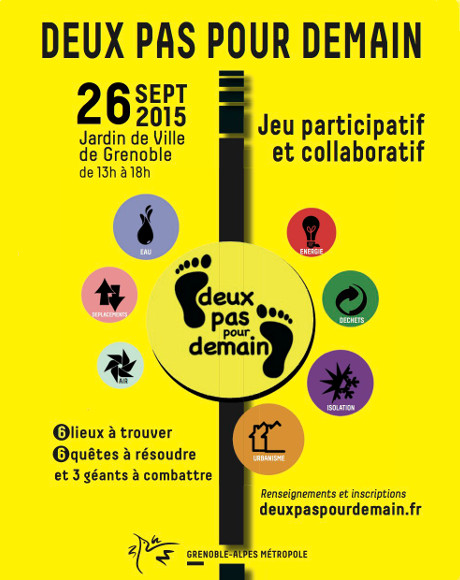 DEUX PAS POUR DEMAIN
26 SEPT
2015
Jardin de Ville
de Grenoble
de 13h à 18h
Jeu participatif
et collaboratif
EAU
ENERGIE
DEPLACEMENTS
DECHETS
AIR
ISOLATION
URBANISME
deux
pas
pour
demain
6 lieux à trouver
6 quêtes à résoudre
et 3 géants à combattre
Renseignements et inscriptions
deuxpaspourdemain.fr
GRENOBLE-ALPES MÉTROPOLE